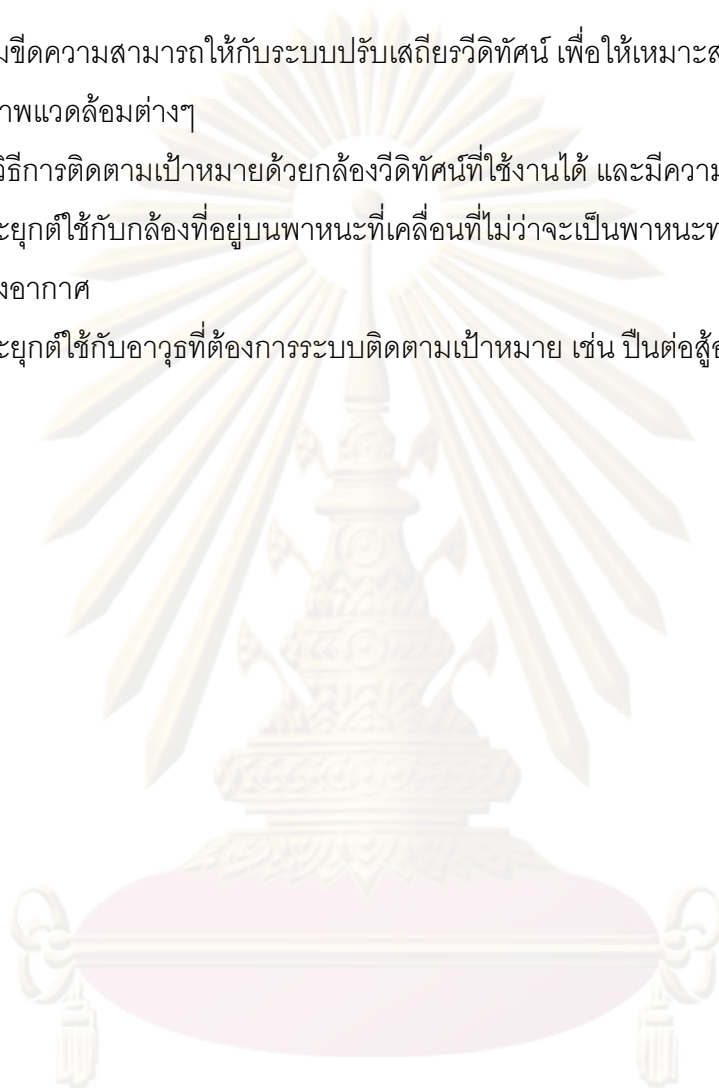 มขีดความสามารถให้กับระบบปรับเสถียรวีดิทัศน์ เพื่อให้เหมาะส
าพแวดล้อมต่างๆ
วิธีการติดตามเป้าหมายด้วยกล้องวีดิทัศน์ที่ใช้งานได้ และมีความ
ะยุกต์ใช้กับกล้องที่อยู่บนพาหนะที่เคลื่อนที่ไม่ว่าจะเป็นพาหนะท
งอากาศ
ะยุกต์ใช้กับอาวุธที่ต้องการระบบติดตามเป้าหมาย เช่น ปืนต่อสู้อ